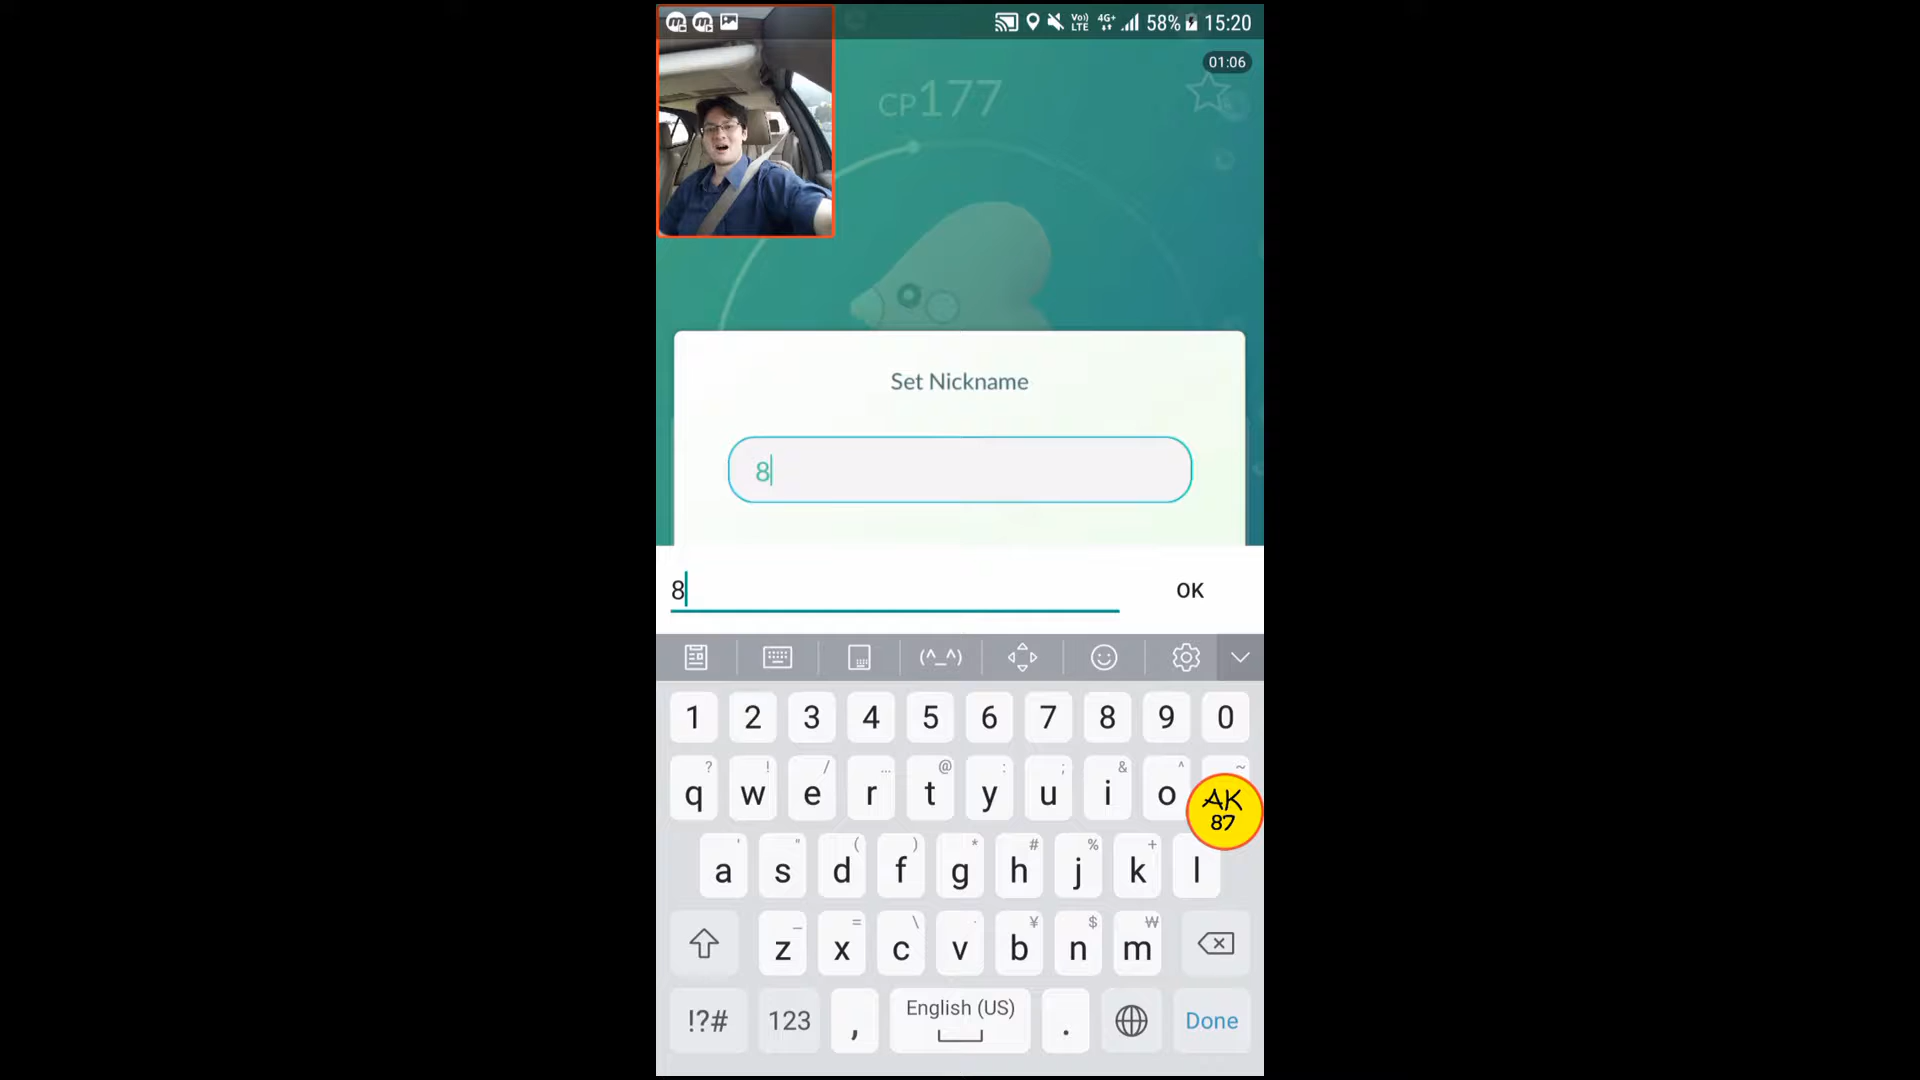 58% 15:20
01:06
CP177
Set Nickname
8
8
OK
(^_^)
1 2 3 4 5 6 7 8 9 0
? ! / ... @ : ; & ^ ~
q w e r t y u i o
AK
87
' " ( ) * # % +
a s d f g h j k l
_ = \ · ¥ $ ₩
z x c v b n m
!?# 123 , English (US) . Done